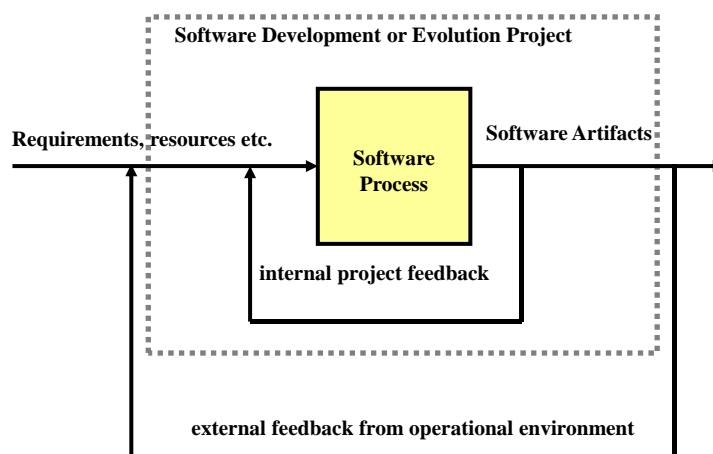 Software Development or Evolution Project
Requirements, resources etc.
Software Artifacts
Software
Process
internal project feedback
external feedback from operational environment